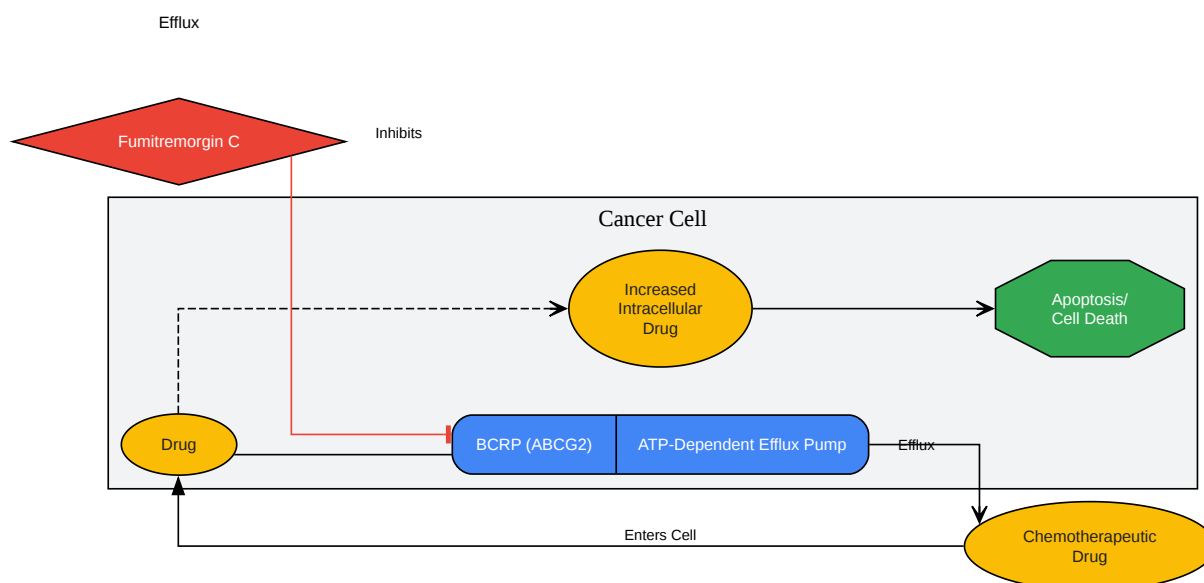 Efflux
Fumitremorgin C
Inhibits
Cancer Cell
Increased
Intracellular
Drug
Apoptosis/
Cell Death
Drug
BCRP (ABCG2)
ATP-Dependent Efflux Pump
Efflux
Enters Cell
Chemotherapeutic
Drug